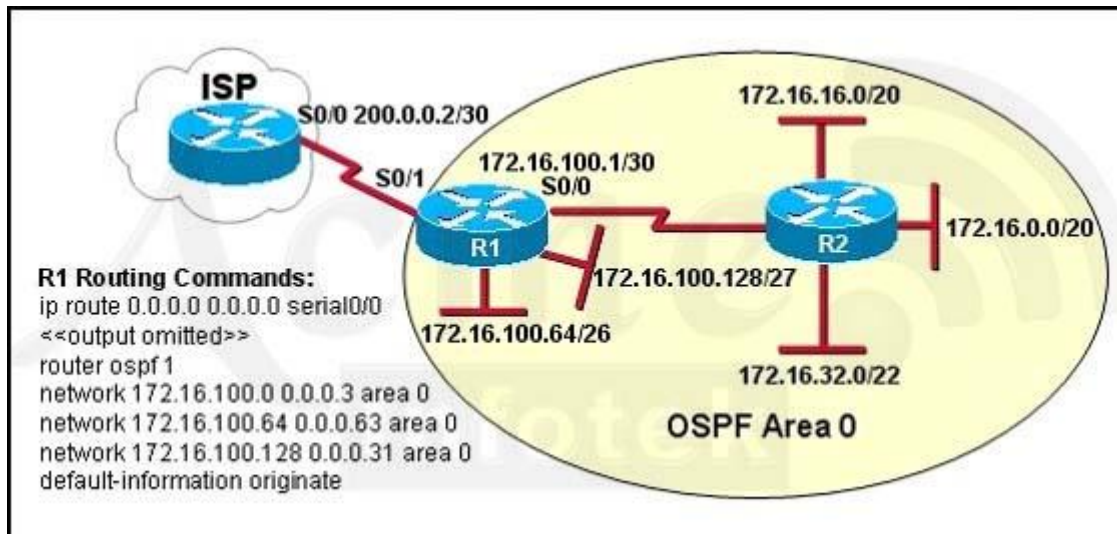 ISP
S0/0 200.0.0.2/30
S0/1
172.16.100.1/30
S0/0
R1
172.16.100.128/27
172.16.100.64/26
172.16.16.0/20
172.16.0.0/20
R2
172.16.32.0/22
OSPF Area 0
R1 Routing Commands:
ip route 0.0.0.0 0.0.0.0 serial0/0
<<output omitted>>
router ospf 1
network 172.16.100.0 0.0.0.3 area 0
network 172.16.100.64 0.0.0.63 area 0
network 172.16.100.128 0.0.0.31 area 0
default-information originate